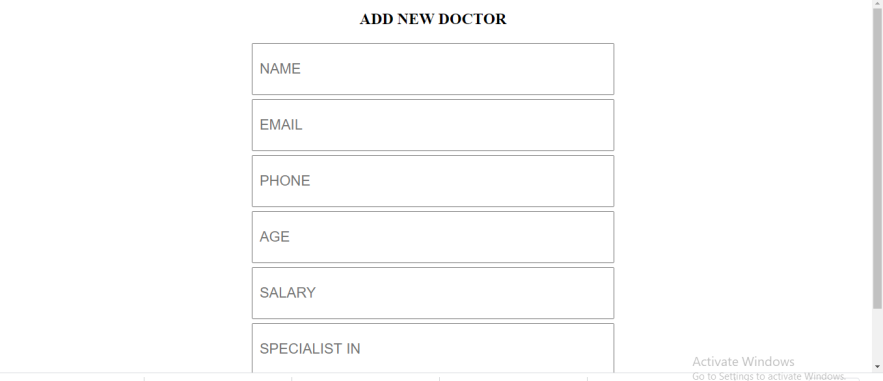 ADD NEW DOCTOR
NAME
EMAIL
PHONE
AGE
SALARY
SPECIALIST IN
Activate Windows
Go to Settings to activate Windows.